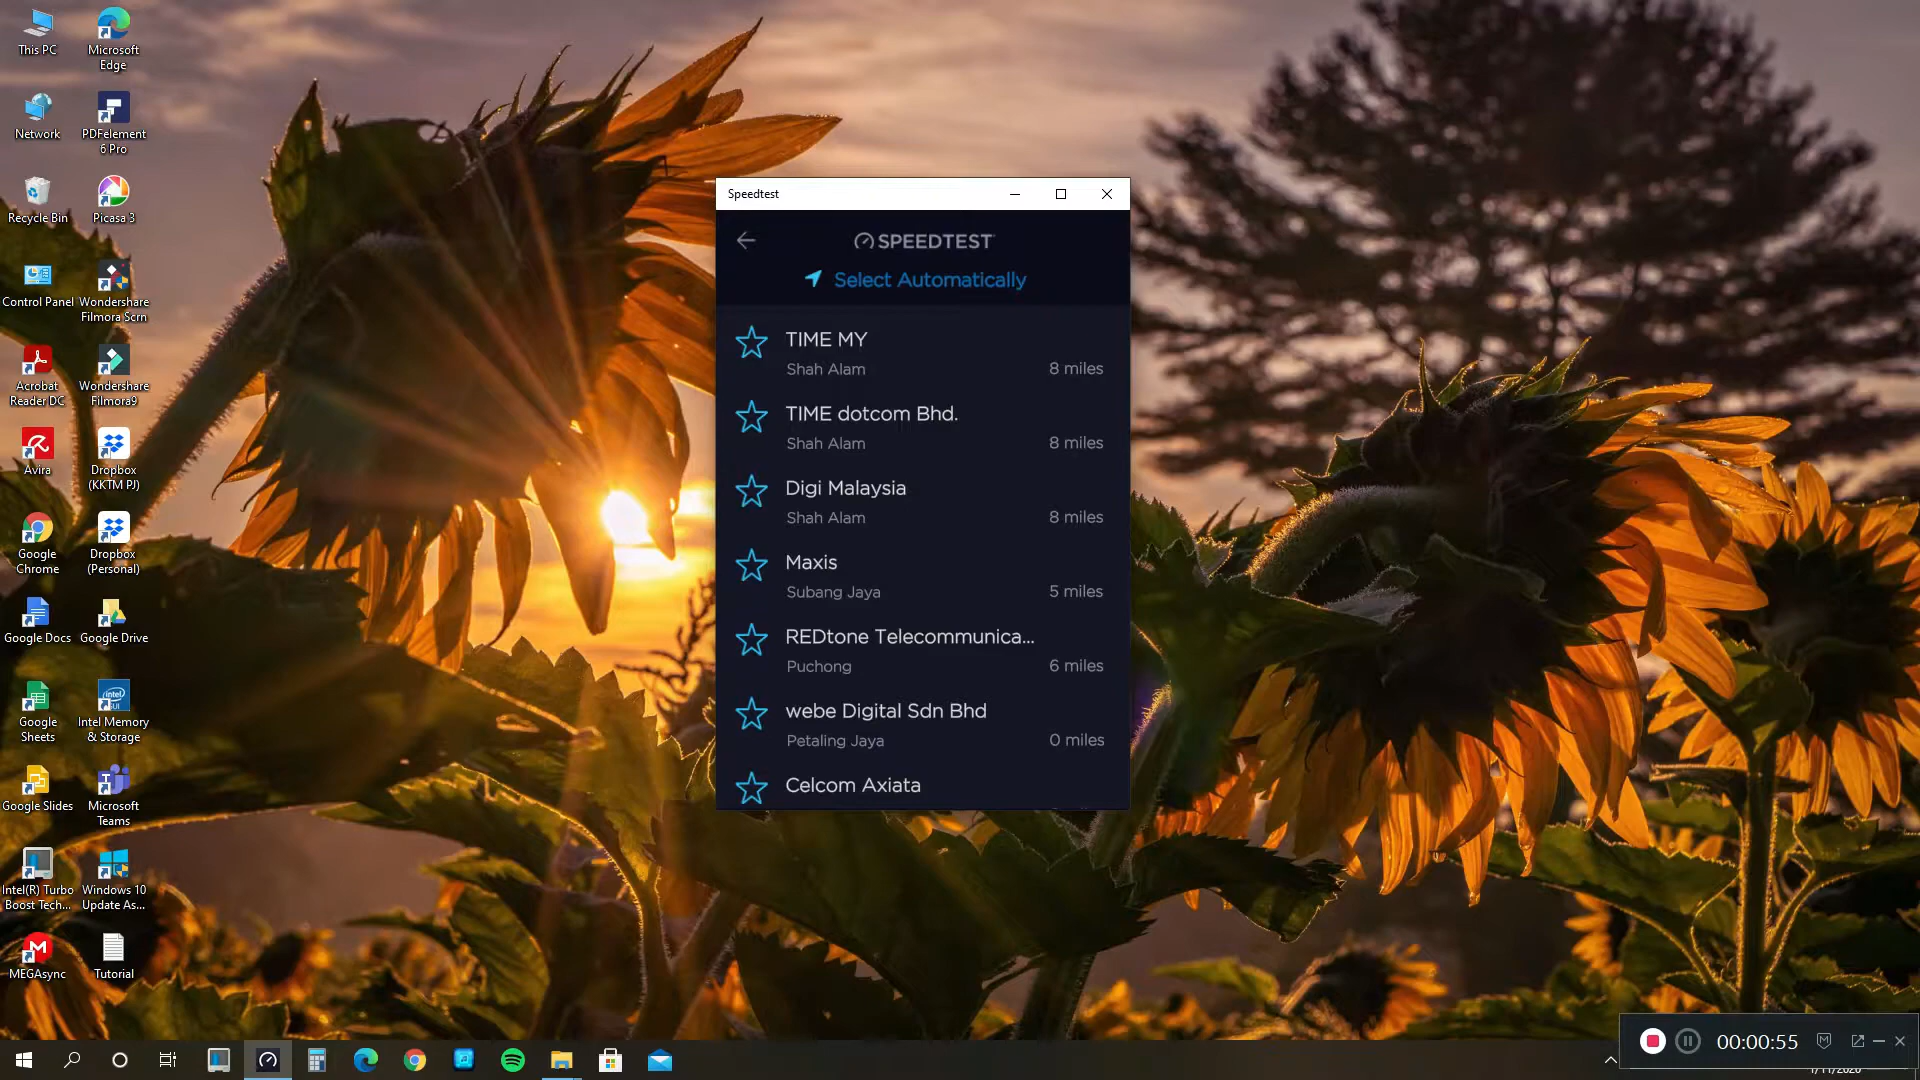 This PC
Microsoft
Edge
Network
PDFelement
6 Pro
Recycle Bin
Picasa 3
Control Panel
Wondershare
Filmora Scrn
Acrobat
Reader DC
Wondershare
Filmora9
Avira
Dropbox
(KKTM PJ)
Google
Chrome
Dropbox
(Personal)
Google Docs
Google Drive
Google
Sheets
Intel Memory
& Storage
Google Slides
Microsoft
Teams
Intel(R) Turbo
Boost Tech...
Windows 10
Update As...
MEGAsync
Tutorial
Speedtest
SPEEDTEST
Select Automatically
TIME MY
Shah Alam 8 miles
TIME dotcom Bhd.
Shah Alam 8 miles
Digi Malaysia
Shah Alam 8 miles
Maxis
Subang Jaya 5 miles
REDtone Telecommunica...
Puchong 6 miles
webe Digital Sdn Bhd
Petaling Jaya 0 miles
Celcom Axiata
00:00:55